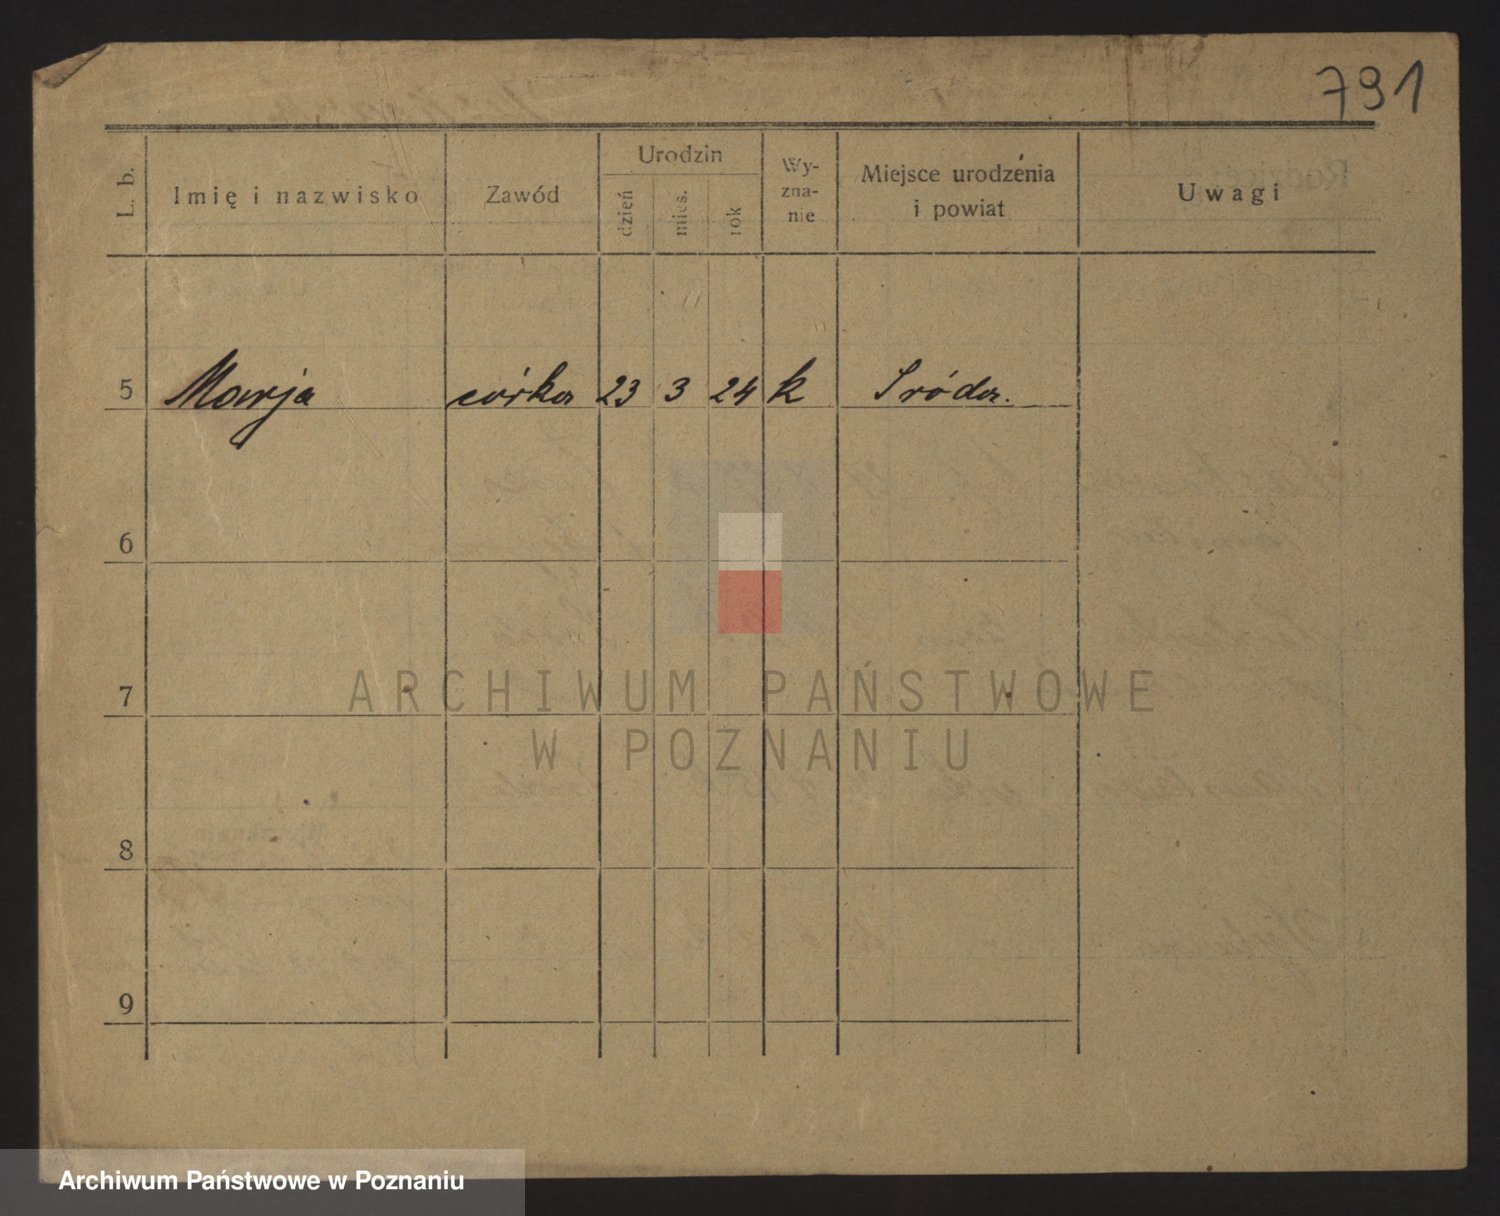 791
L. b. Imię i nazwisko Zawód Urodzin dzień mies. rok Wy-zna-nie Miejsce urodzenia i powiat Uwagi
5 Marja córka 23 3 24 k Środa.
6
7
8
9
ARCHIWUM PAŃSTWOWE
W POZNANIU
Archiwum Państwowe w Poznaniu